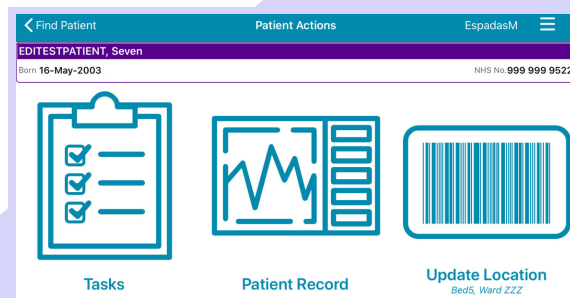 Find Patient
Patient Actions
EspadasM
EDITESTPATIENT, Seven
Born 16-May-2003
NHS No. 999 999 9522
Tasks
Patient Record
Update Location
Bed5, Ward ZZZ